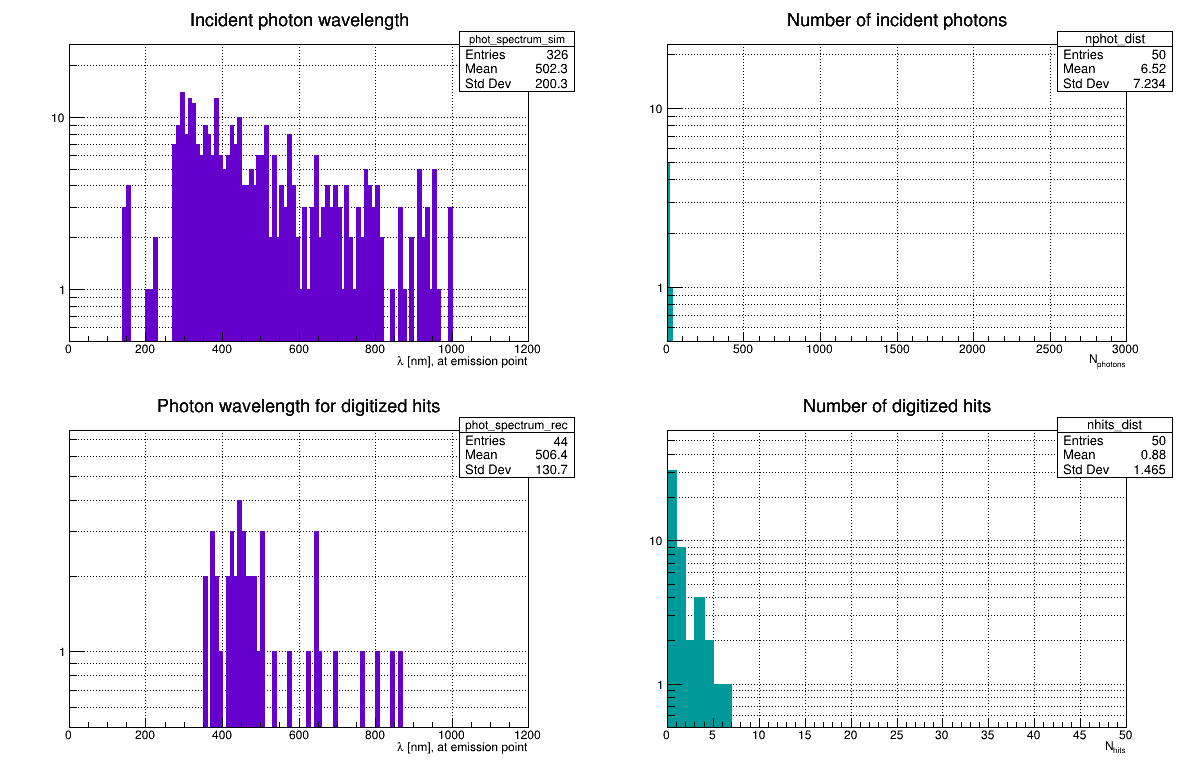 Incident photon wavelength
phot_spectrum_sim
Entries 326
Mean 502.3
Std Dev 200.3
10
1
0 200 400 600 800 1000 1200
λ [nm], at emission point
Number of incident photons
nphot_dist
Entries 50
Mean 6.52
Std Dev 7.234
10
1
0 500 1000 1500 2000 2500 3000
Nphotons
Photon wavelength for digitized hits
phot_spectrum_rec
Entries 44
Mean 506.4
Std Dev 130.7
1
0 200 400 600 800 1000 1200
λ [nm], at emission point
Number of digitized hits
nhits_dist
Entries 50
Mean 0.88
Std Dev 1.465
10
1
0 5 10 15 20 25 30 35 40 45 50
Nhits